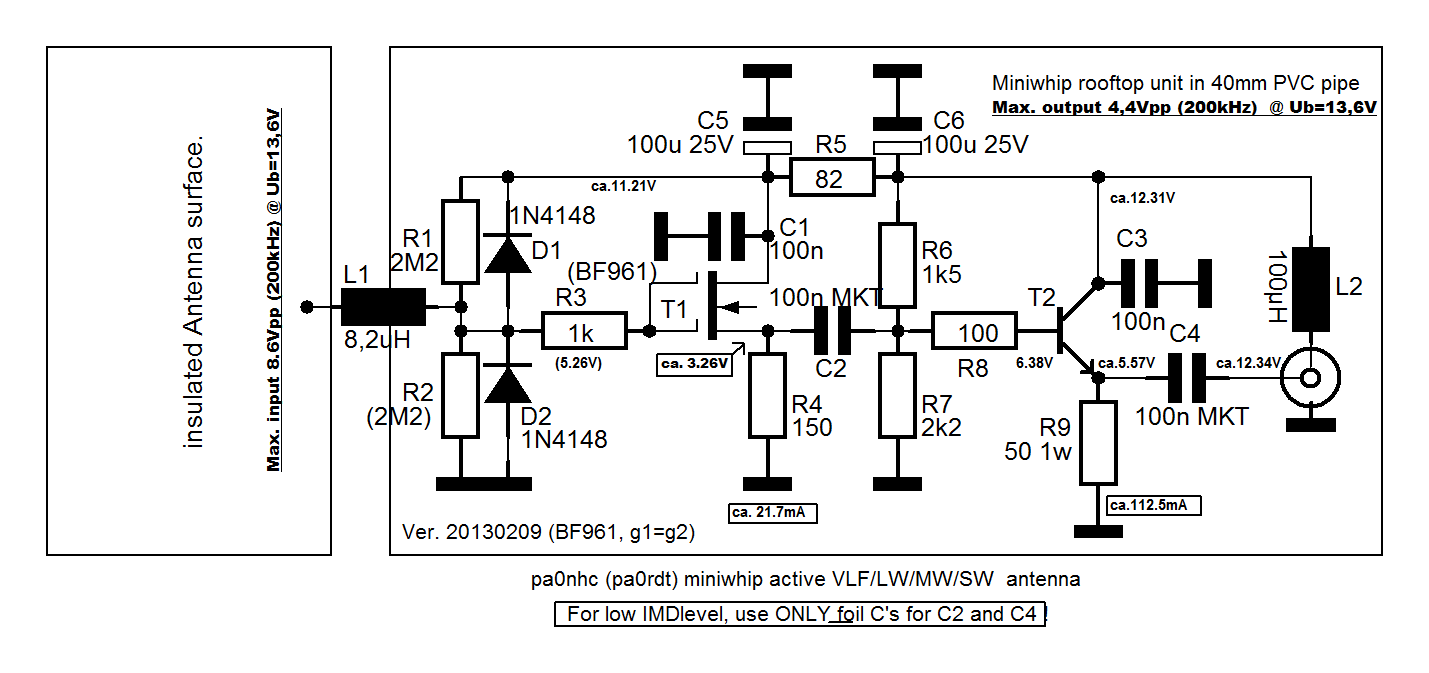 insulated Antenna surface.
Max. input 8.6Vpp (200kHz) @ Ub=13,6V
Miniwhip rooftop unit in 40mm PVC pipe
Max. output 4,4Vpp (200kHz) @ Ub=13,6V
C5
100u 25V
R5
82
C6
100u 25V
ca.11.21V
ca.12.31V
R1
2M2
1N4148
D1
C1
100n
(BF961)
R6
1k5
C3
100n
100µH
L2
L1
8,2uH
R3
1k
(5.26V)
T1
ca. 3.26V
100n MKT
C2
100
R8
T2
6.38V
ca.5.57V
C4
100n MKT
ca.12.34V
R2
(2M2)
D2
1N4148
R4
150
R7
2k2
R9
50 1w
ca. 21.7mA
ca.112.5mA
Ver. 20130209 (BF961, g1=g2)
pa0nhc (pa0rdt) miniwhip active VLF/LW/MW/SW antenna
For low IMDlevel, use ONLY foil C's for C2 and C4 !